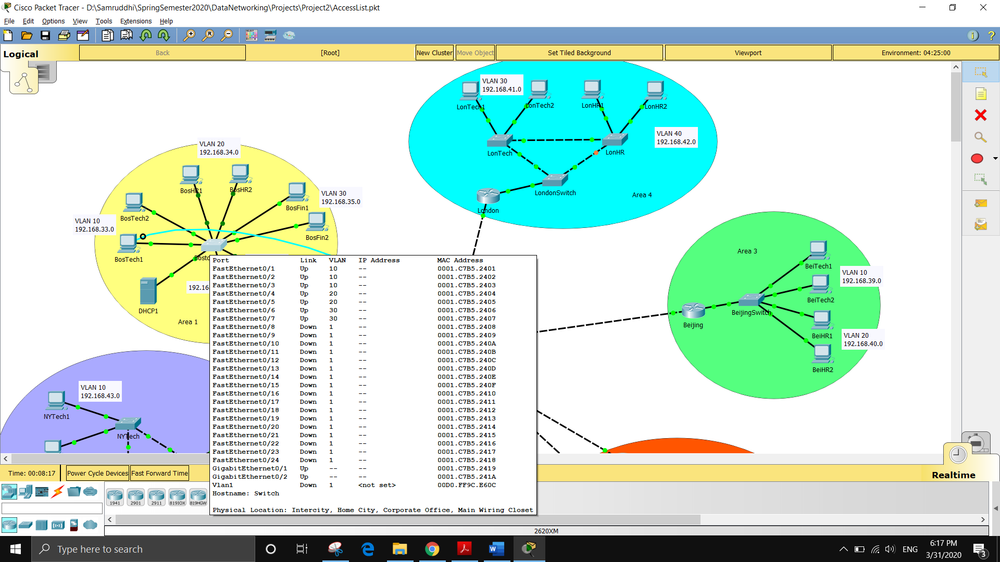 Cisco Packet Tracer - D:\Samruddhi\SpringSemester2020\DataNetworking\Projects\Project2\AccessList.pkt
File Edit Options View Tools Extensions Help
Logical
Back
[Root]
New Cluster
Move Object
Set Tiled Background
Viewport
Environment: 04:25:00
VLAN 30
192.168.41.0
LonTech1
LonTech2
LonHR1
LonHR2
VLAN 40
192.168.42.0
LonTech
LonHR
LondonSwitch
London
Area 4
VLAN 20
192.168.34.0
BosHR1
BosHR2
VLAN 30
192.168.35.0
BosFin1
BosTech2
VLAN 10
192.168.33.0
BosFin2
BosTech1
DHCP1
192.16
Area 1
Area 3
BeiTech1
VLAN 10
192.168.39.0
BeiTech2
BeijingSwitch
Beijing
BeiHR1
VLAN 20
192.168.40.0
BeiHR2
VLAN 10
192.168.43.0
NYTech1
NYTech
Port Link VLAN IP Address MAC Address
FastEthernet0/1 Up 10 -- 0001.C7B5.2401
FastEthernet0/2 Up 10 -- 0001.C7B5.2402
FastEthernet0/3 Up 10 -- 0001.C7B5.2403
FastEthernet0/4 Up 20 -- 0001.C7B5.2404
FastEthernet0/5 Up 20 -- 0001.C7B5.2405
FastEthernet0/6 Up 30 -- 0001.C7B5.2406
FastEthernet0/7 Up 30 -- 0001.C7B5.2407
FastEthernet0/8 Down 1 -- 0001.C7B5.2408
FastEthernet0/9 Down 1 -- 0001.C7B5.2409
FastEthernet0/10 Down 1 -- 0001.C7B5.240A
FastEthernet0/11 Down 1 -- 0001.C7B5.240B
FastEthernet0/12 Down 1 -- 0001.C7B5.240C
FastEthernet0/13 Down 1 -- 0001.C7B5.240D
FastEthernet0/14 Down 1 -- 0001.C7B5.240E
FastEthernet0/15 Down 1 -- 0001.C7B5.240F
FastEthernet0/16 Down 1 -- 0001.C7B5.2410
FastEthernet0/17 Down 1 -- 0001.C7B5.2411
FastEthernet0/18 Down 1 -- 0001.C7B5.2412
FastEthernet0/19 Down 1 -- 0001.C7B5.2413
FastEthernet0/20 Down 1 -- 0001.C7B5.2414
FastEthernet0/21 Down 1 -- 0001.C7B5.2415
FastEthernet0/22 Down 1 -- 0001.C7B5.2416
FastEthernet0/23 Down 1 -- 0001.C7B5.2417
FastEthernet0/24 Down 1 -- 0001.C7B5.2418
GigabitEthernet0/1 Up -- -- 0001.C7B5.2419
GigabitEthernet0/2 Up -- -- 0001.C7B5.241A
Vlan1 Down 1 <not set> 00D0.FF9C.E60C
Hostname: Switch
Physical Location: Intercity, Home City, Corporate Office, Main Wiring Closet
Time: 00:08:17
Power Cycle Devices
Fast Forward Time
Realtime
1941 2901 2911 819IOX 819HGW
2620XM
Type here to search
ENG
6:17 PM
3/31/2020
3